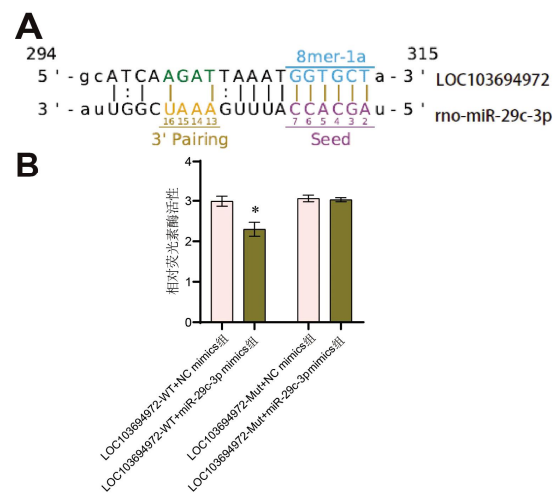 A
294 8mer-1a 315
5 ' - gcATCAAGATTAAATGGTGCTa- 3 ' LOC103694972
3 ' - auUGGCUAAAGUUUACCACGAu- 5 ' rno-miR-29c-3p
16 15 14 13 7 6 5 4 3 2
3' Pairing Seed
B
相对荧光素酶活性
4
3
2
1
0
*
LOC103694972-WT+NC mimics组
LOC103694972-WT+miR-29c-3p mimics组
LOC103694972-Mut+NC mimics组
LOC103694972-Mut+miR-29c-3p mimics组